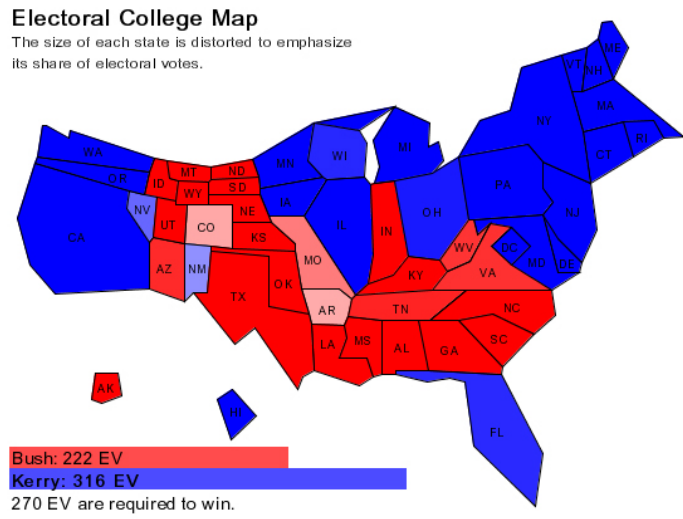 Electoral College Map
The size of each state is distorted to emphasize
its share of electoral votes.
ME
VT
NH
NY
MA
WA
MN
WI
MI
CT
RI
OR
ID
MT
ND
SD
WY
IA
PA
NV
NE
IL
OH
NJ
CA
UT
CO
KS
IN
WV
DC
MD
DE
AZ
NM
MO
KY
VA
TX
OK
AR
TN
NC
LA
MS
AL
GA
SC
AK
HI
FL
Bush: 222 EV
Kerry: 316 EV
270 EV are required to win.